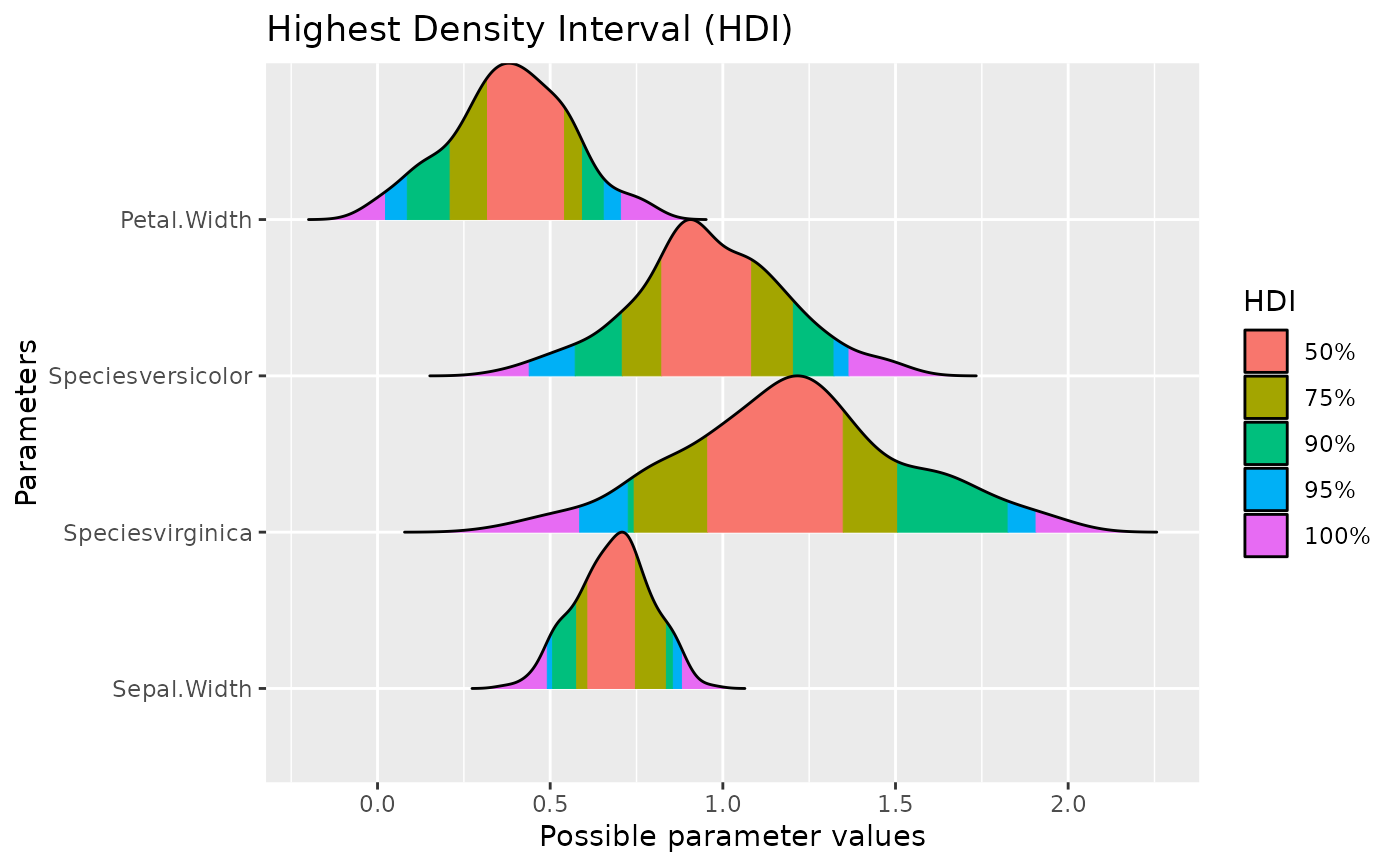 Highest Density Interval (HDI)
Parameters
Petal.Width
Speciesversicolor
Speciesvirginica
Sepal.Width
0.0 0.5 1.0 1.5 2.0
Possible parameter values
HDI
50%
75%
90%
95%
100%